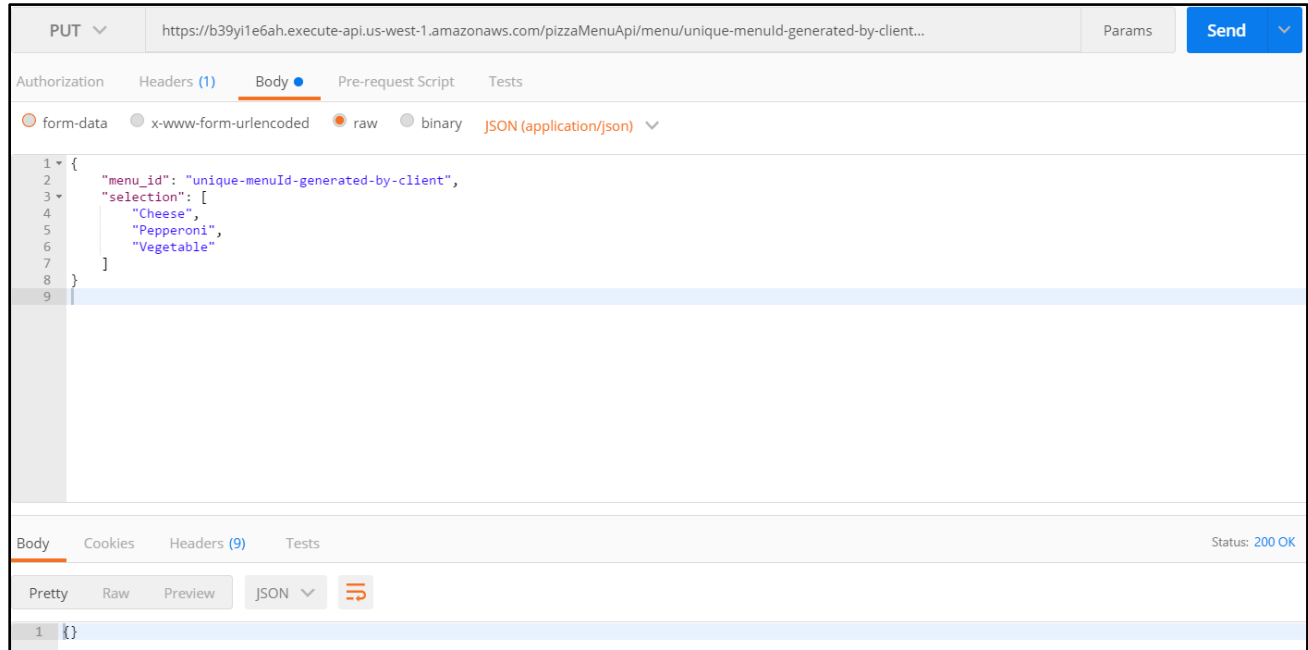 PUT https://b39yi1e6ah.execute-api.us-west-1.amazonaws.com/pizzaMenuApi/menu/unique-menuId-generated-by-client... Params Send
Authorization Headers (1) Body Pre-request Script Tests
form-data x-www-form-urlencoded raw binary JSON (application/json)
1 {
2 "menu_id": "unique-menuId-generated-by-client",
3 "selection": [
4 "Cheese",
5 "Pepperoni",
6 "Vegetable"
7 ]
8 }
9
Body Cookies Headers (9) Tests Status: 200 OK
Pretty Raw Preview JSON
1 {}